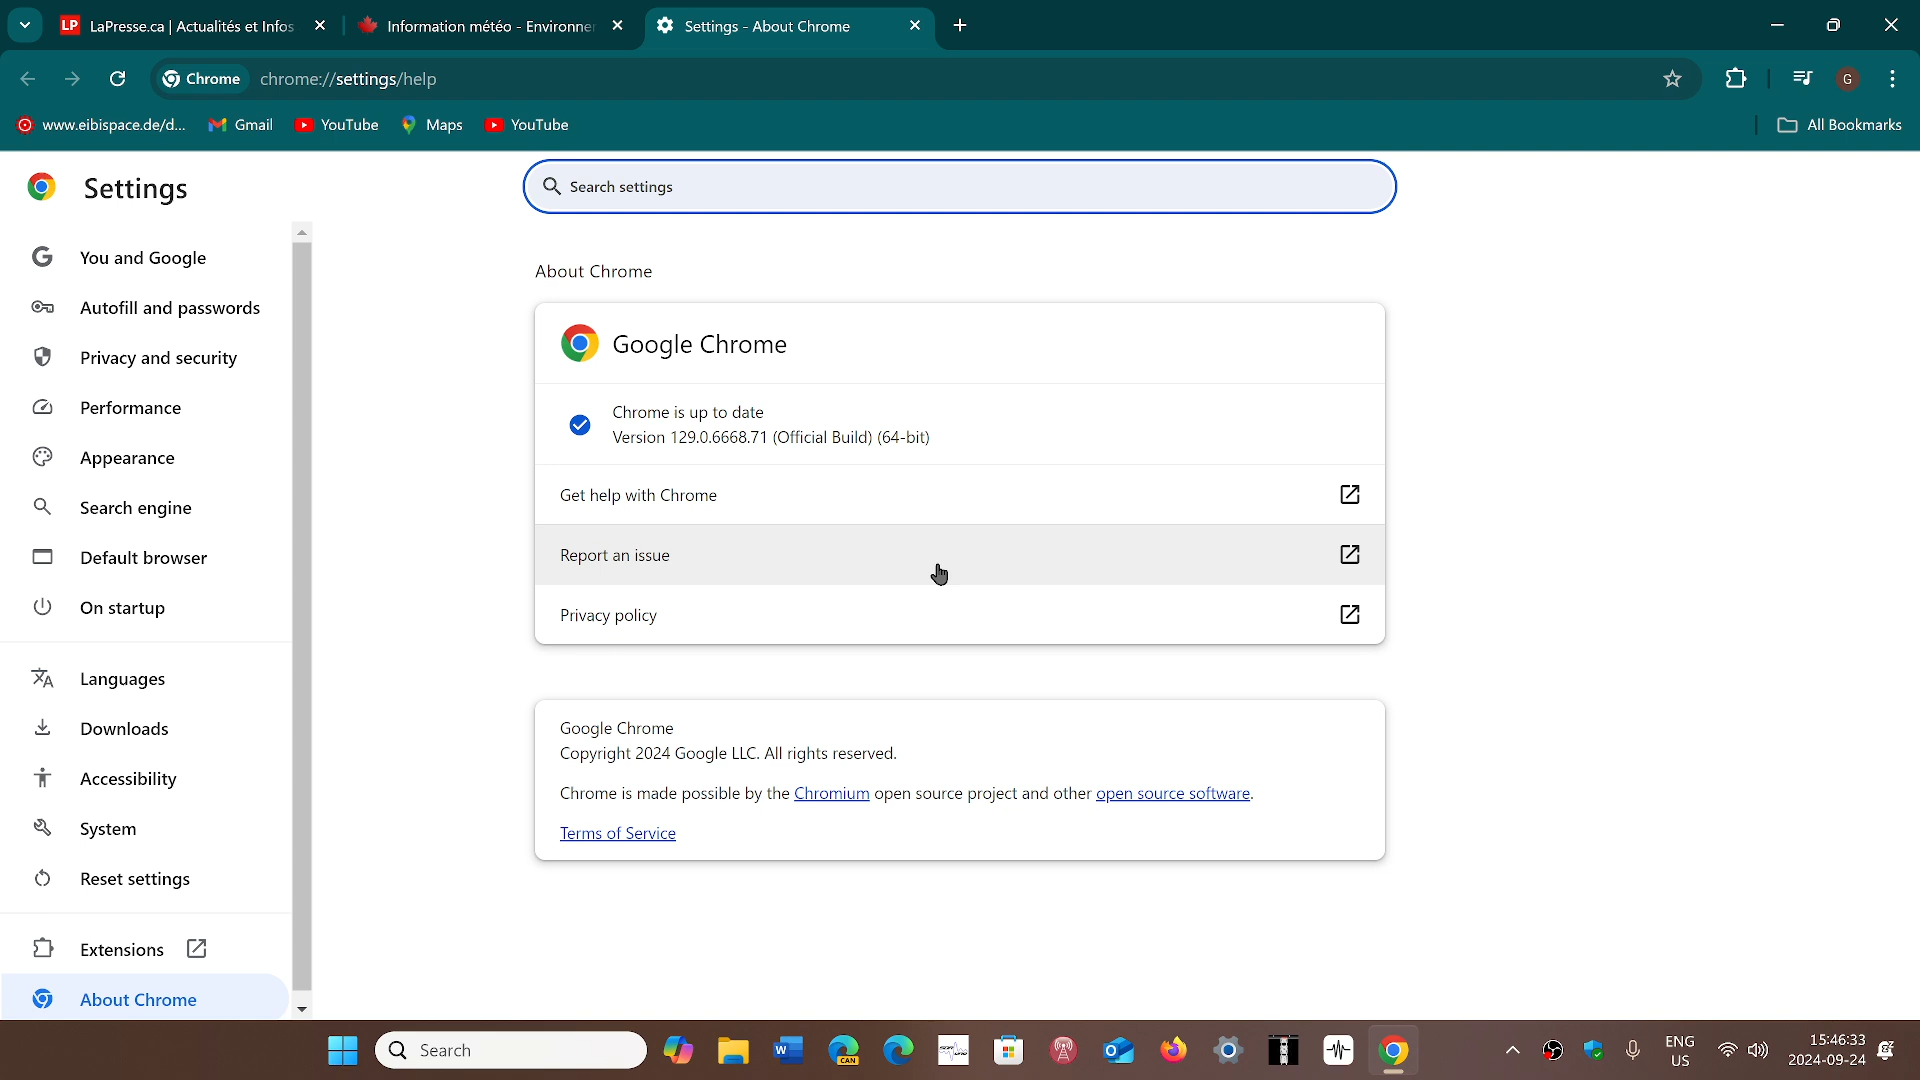 LP LaPresse.ca | Actualités et Infos
Information météo - Environne
Settings - About Chrome
Chrome chrome://settings/help
G
www.eibispace.de/d...
Gmail
YouTube
Maps
YouTube
All Bookmarks
Settings
Search settings
You and Google
Autofill and passwords
Privacy and security
Performance
Appearance
Search engine
Default browser
On startup
Languages
Downloads
Accessibility
System
Reset settings
Extensions
About Chrome
About Chrome
Google Chrome
Chrome is up to date
Version 129.0.6668.71 (Official Build) (64-bit)
Get help with Chrome
Report an issue
Privacy policy
Google Chrome
Copyright 2024 Google LLC. All rights reserved.
Chrome is made possible by the Chromium open source project and other open source software.
Terms of Service
Search
CAN
ENG
US
15:46:33
2024-09-24